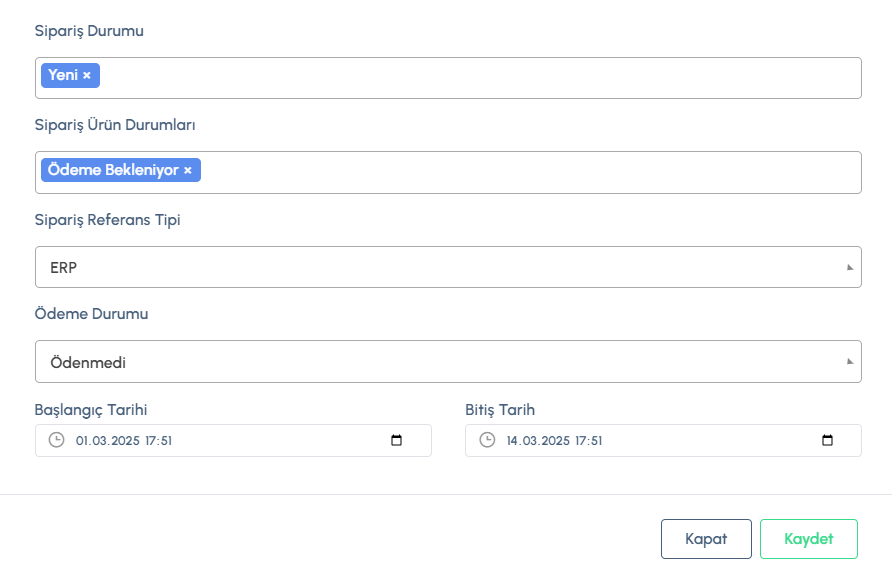 Sipariş Durumu
Yeni ×
Sipariş Ürün Durumları
Ödeme Bekleniyor ×
Sipariş Referans Tipi
ERP
Ödeme Durumu
Ödenmedi
Başlangıç Tarihi
01.03.2025 17:51
Bitiş Tarih
14.03.2025 17:51
Kapat
Kaydet